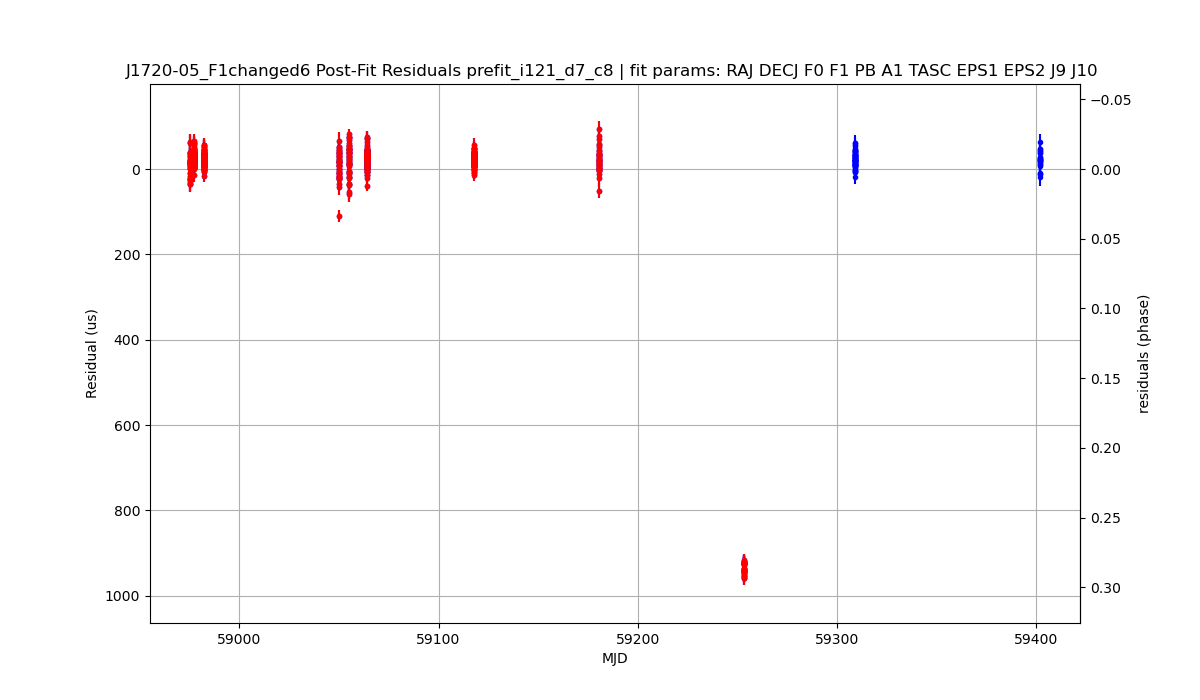 J1720-05_F1changed6 Post-Fit Residuals prefit_i121_d7_c8 | fit params: RAJ DECJ F0 F1 PB A1 TASC EPS1 EPS2 J9 J10
−0.05
0 0.00
0.05
200
0.10
400
0.15
600
0.20
800
0.25
1000 0.30
Residual (us)
residuals (phase)
59000 59100 59200 59300 59400
MJD